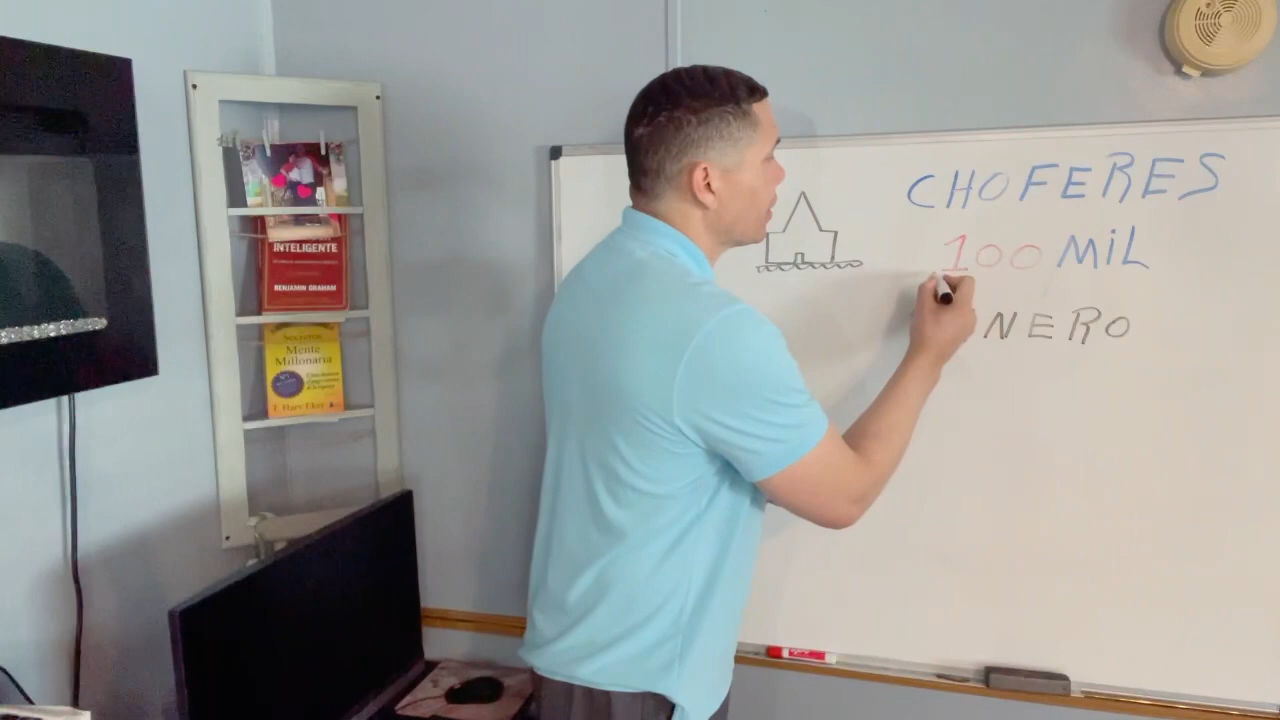 CHOFERES
100 MiL
NERO
INTELIGENTE
BENJAMIN GRAHAM
Secretos
Mente
Millonaria
T. Harv Eker